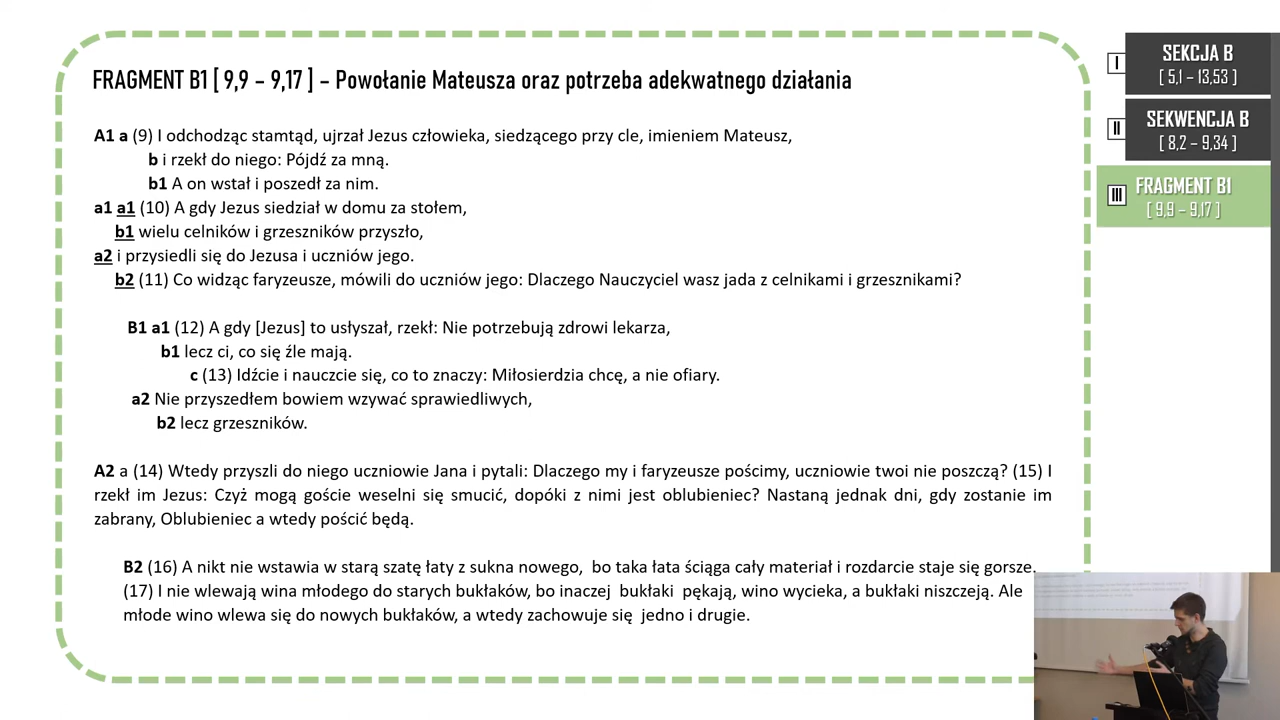 FRAGMENT B1 [ 9,9 – 9,17 ] – Powołanie Mateusza oraz potrzeba adekwatnego działania
A1 a (9) I odchodząc stamtąd, ujrzał Jezus człowieka, siedzącego przy cle, imieniem Mateusz,
b i rzekł do niego: Pójdź za mną.
b1 A on wstał i poszedł za nim.
a1 a1 (10) A gdy Jezus siedział w domu za stołem,
b1 wielu celników i grzeszników przyszło,
a2 i przysiedli się do Jezusa i uczniów jego.
b2 (11) Co widząc faryzeusze, mówili do uczniów jego: Dlaczego Nauczyciel wasz jada z celnikami i grzesznikami?
B1 a1 (12) A gdy [Jezus] to usłyszał, rzekł: Nie potrzebują zdrowi lekarza,
b1 lecz ci, co się źle mają.
c (13) Idźcie i nauczcie się, co to znaczy: Miłosierdzia chcę, a nie ofiary.
a2 Nie przyszedłem bowiem wzywać sprawiedliwych,
b2 lecz grzeszników.
A2 a (14) Wtedy przyszli do niego uczniowie Jana i pytali: Dlaczego my i faryzeusze pościmy, uczniowie twoi nie poszczą? (15) I
rzekł im Jezus: Czyż mogą goście weselni się smucić, dopóki z nimi jest oblubieniec? Nastaną jednak dni, gdy zostanie im
zabrany, Oblubieniec a wtedy pościć będą.
B2 (16) A nikt nie wstawia w starą szatę łaty z sukna nowego, bo taka łata ściąga cały materiał i rozdarcie staje się gorsze.
(17) I nie wlewają wina młodego do starych bukłaków, bo inaczej bukłaki pękają, wino wycieka, a bukłaki niszczeją. Ale
młode wino wlewa się do nowych bukłaków, a wtedy zachowuje się jedno i drugie.
I
SEKCJA B
[ 5,1 – 13,53 ]
II
SEKWENCJA B
[ 8,2 – 9,34 ]
III
FRAGMENT B1
[ 9,9 – 9,17 ]